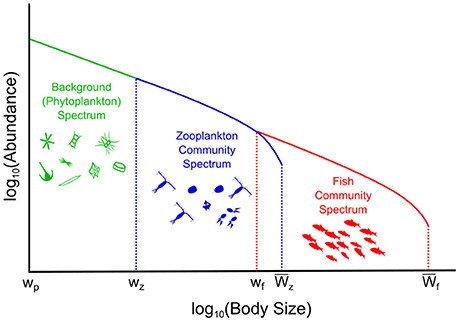 log10(Abundance)
Background
(Phytoplankton)
Spectrum
Zooplankton
Community
Spectrum
Fish
Community
Spectrum
wp
wz
wf
W̅z
W̅f
log10(Body Size)